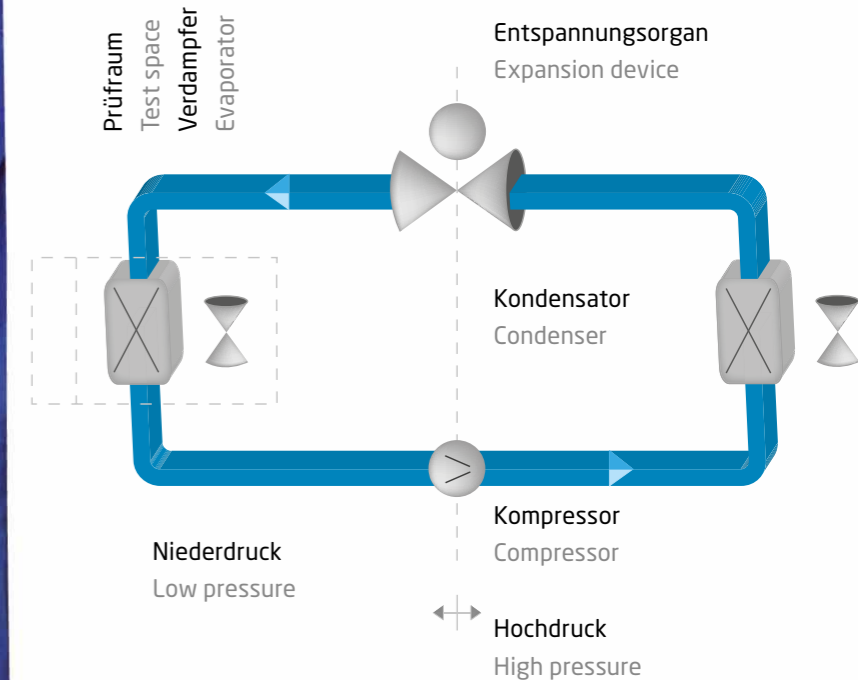 Prüfraum
Test space
Verdampfer
Evaporator
Entspannungsorgan
Expansion device
Kondensator
Condenser
Kompressor
Compressor
Niederdruck
Low pressure
Hochdruck
High pressure